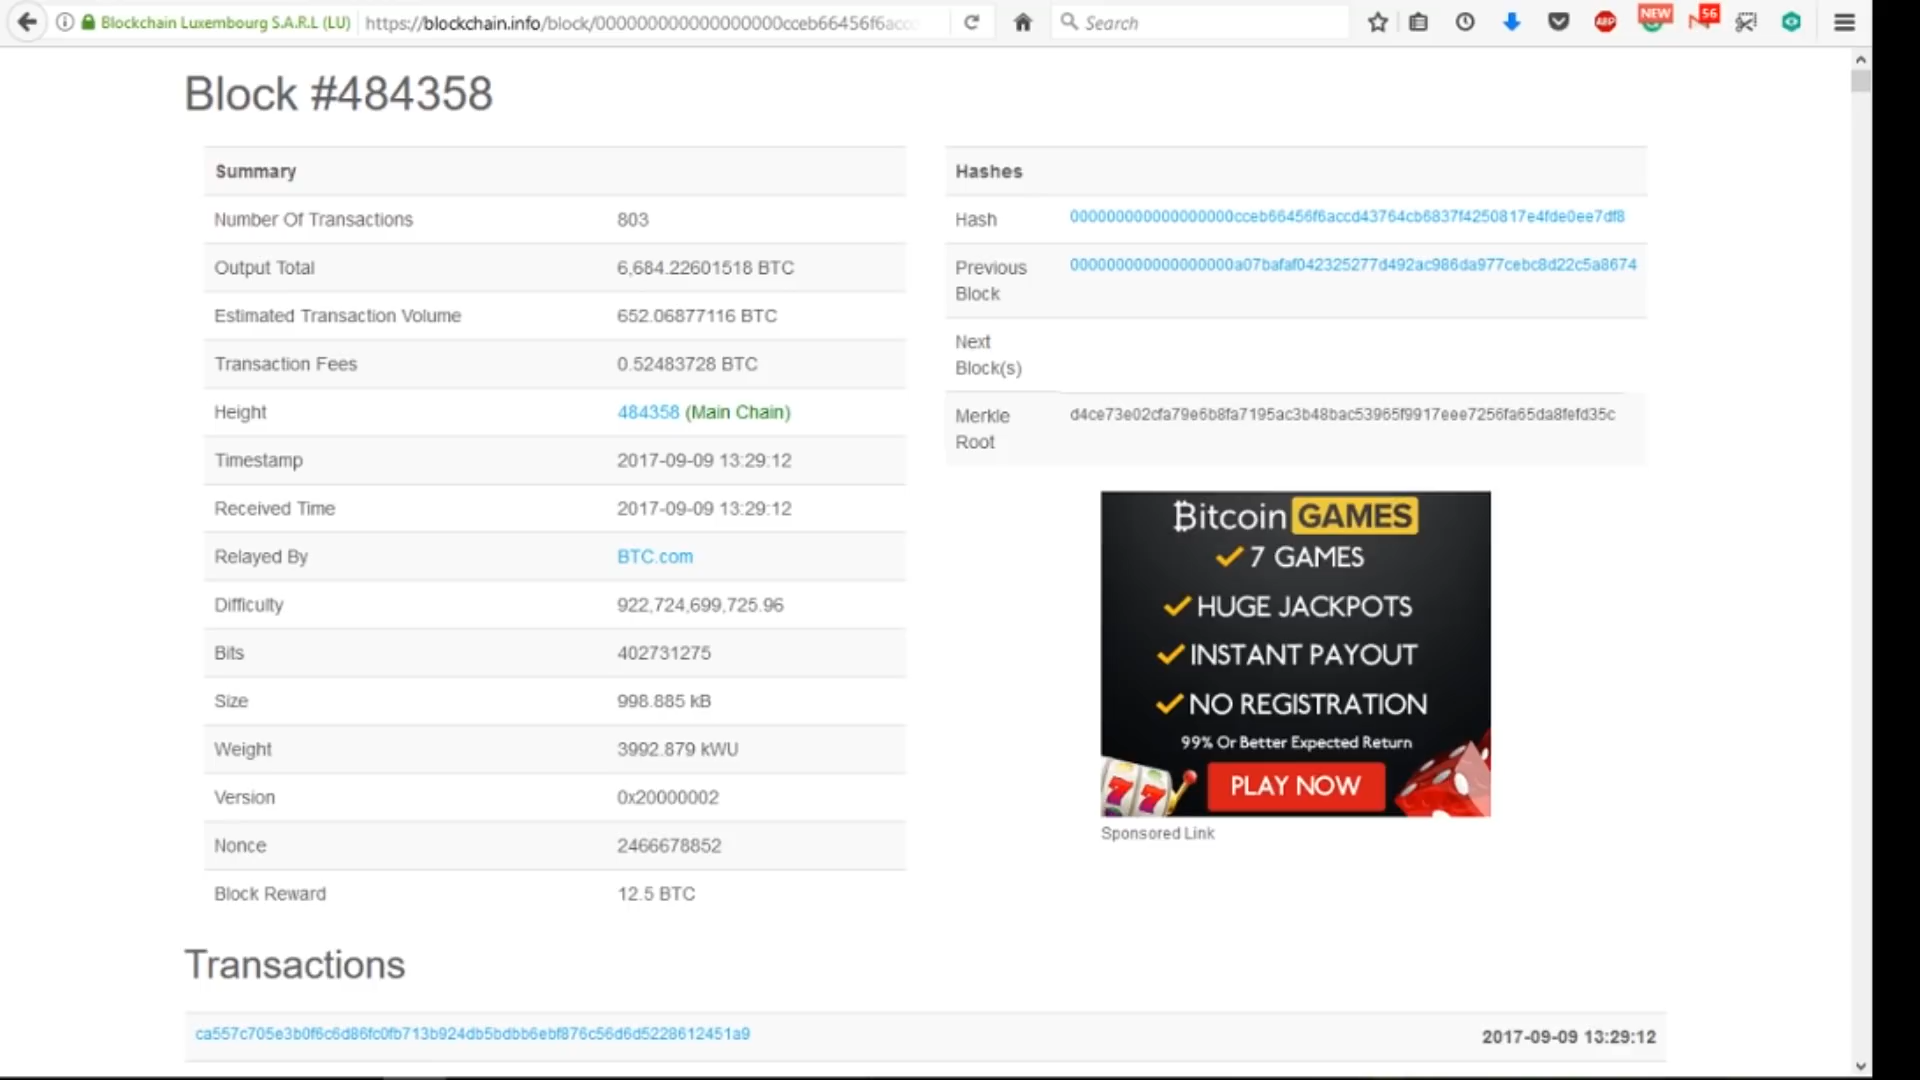 Blockchain Luxembourg S.A.R.L (LU)
https://blockchain.info/block/000000000000000000cceb66456f6acc
Search
NEW
56
ABP
Block #484358
Summary
Number Of Transactions 803
Output Total 6,684.22601518 BTC
Estimated Transaction Volume 652.06877116 BTC
Transaction Fees 0.52483728 BTC
Height 484358 (Main Chain)
Timestamp 2017-09-09 13:29:12
Received Time 2017-09-09 13:29:12
Relayed By BTC.com
Difficulty 922,724,699,725.96
Bits 402731275
Size 998.885 kB
Weight 3992.879 kWU
Version 0x20000002
Nonce 2466678852
Block Reward 12.5 BTC
Hashes
Hash 000000000000000000cceb66456f6accd43764cb6837f4250817e4fde0ee7df8
Previous Block 000000000000000000a07bafaf042325277d492ac986da977cebc8d22c5a8674
Next Block(s)
Merkle Root d4ce73e02cfa79e6b8fa7195ac3b48bac53965f9917eee7256fa65da8fefd35c
Bitcoin GAMES
7 GAMES
HUGE JACKPOTS
INSTANT PAYOUT
NO REGISTRATION
99% Or Better Expected Return
PLAY NOW
77
Sponsored Link
Transactions
ca557c705e3b0f6c6d86fc0fb713b924db5bdbb6ebf876c56d6d5228612451a9 2017-09-09 13:29:12